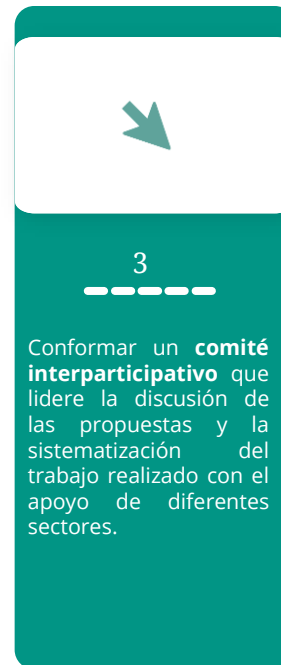 3
Conformar un comité
interparticipativo que
lidere la discusión de
las propuestas y la
sistematización del
trabajo realizado con el
apoyo de diferentes
sectores.